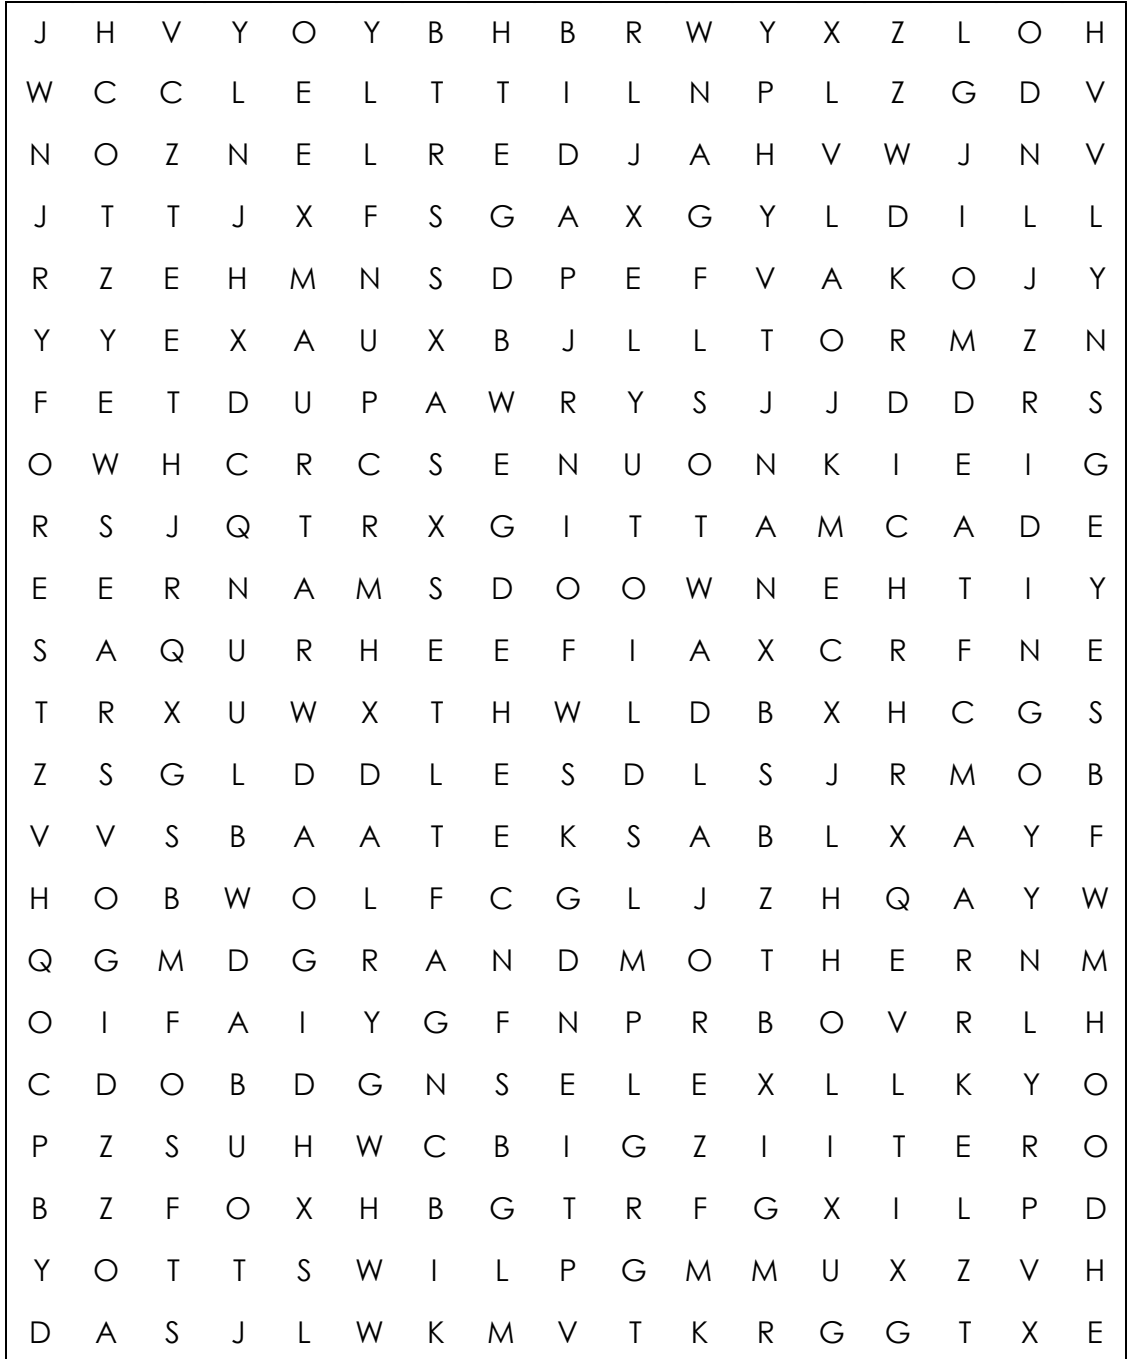 J H V Y O Y B H B R W Y X Z L O H
W C C L E L T T I L N P L Z G D V
N O Z N E L R E D J A H V W J N V
J T T J X F S G A X G Y L D I L L
R Z E H M N S D P E F V A K O J Y
Y Y E X A U X B J L L T O R M Z N
F E T D U P A W R Y S J J D D R S
O W H C R C S E N U O N K I E I G
R S J Q T R X G I T T A M C A D E
E E R N A M S D O O W N E H T I Y
S A Q U R H E E F I A X C R F N E
T R X U W X T H W L D B X H C G S
Z S G L D D L E S D L S J R M O B
V V S B A A T E K S A B L X A Y F
H O B W O L F C G L J Z H Q A Y W
Q G M D G R A N D M O T H E R N M
O I F A I Y G F N P R B O V R L H
C D O B D G N S E L E X L L K Y O
P Z S U H W C B I G Z I I T E R O
B Z F O X H B G T R F G X I L P D
Y O T T S W I L P G M M U X Z V H
D A S J L W K M V T K R G G T X E